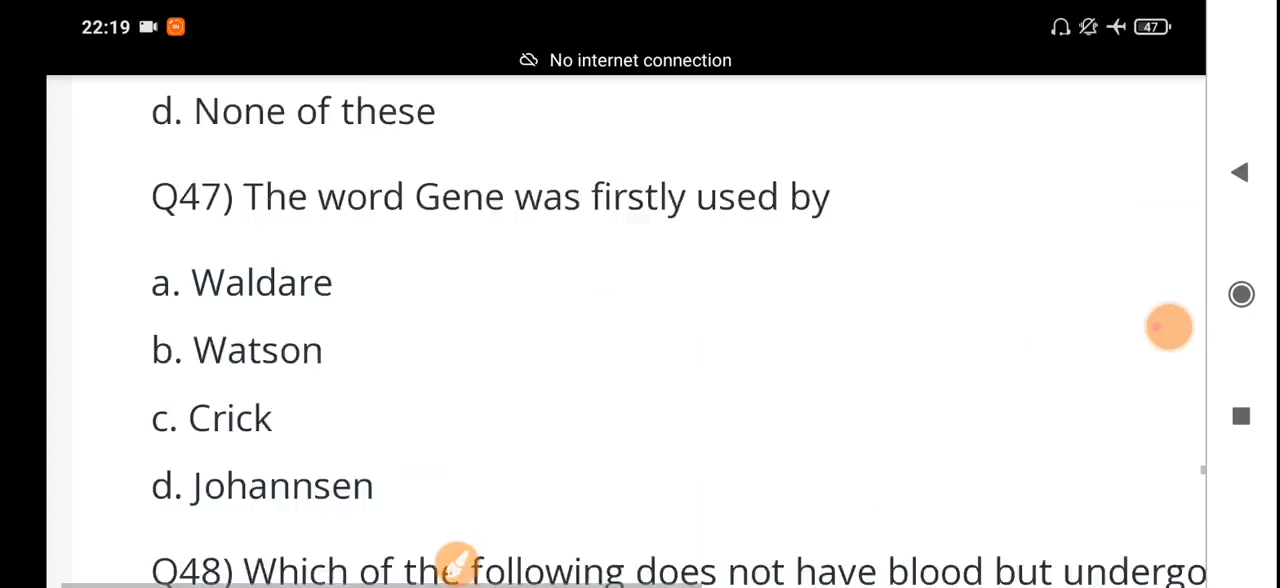 22:19
47
No internet connection
d. None of these
Q47) The word Gene was firstly used by
a. Waldare
b. Watson
c. Crick
d. Johannsen
Q48) Which of the following does not have blood but undergo